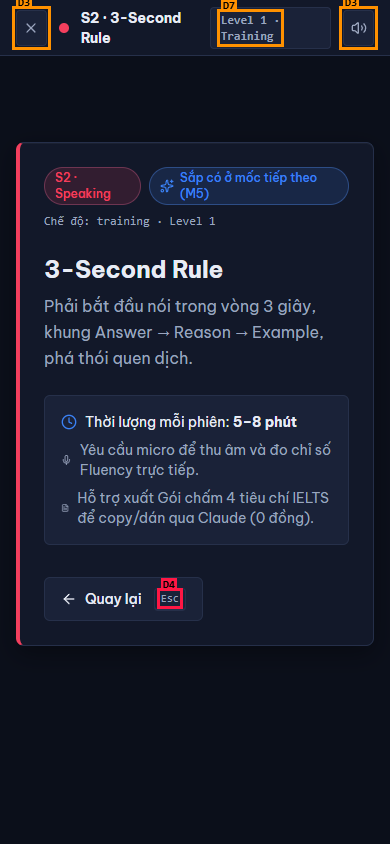 D3
D7
D3
S2 · 3-Second
Rule
Level 1 ·
Training
S2 ·
Speaking
Sắp có ở mốc tiếp theo
(M5)
Chế độ: training · Level 1
3-Second Rule
Phải bắt đầu nói trong vòng 3 giây,
khung Answer → Reason → Example,
phá thói quen dịch.
Thời lượng mỗi phiên: 5–8 phút
Yêu cầu micro để thu âm và đo chỉ số
Fluency trực tiếp.
Hỗ trợ xuất Gói chấm 4 tiêu chí IELTS
để copy/dán qua Claude (0 đồng).
D4
← Quay lại Esc